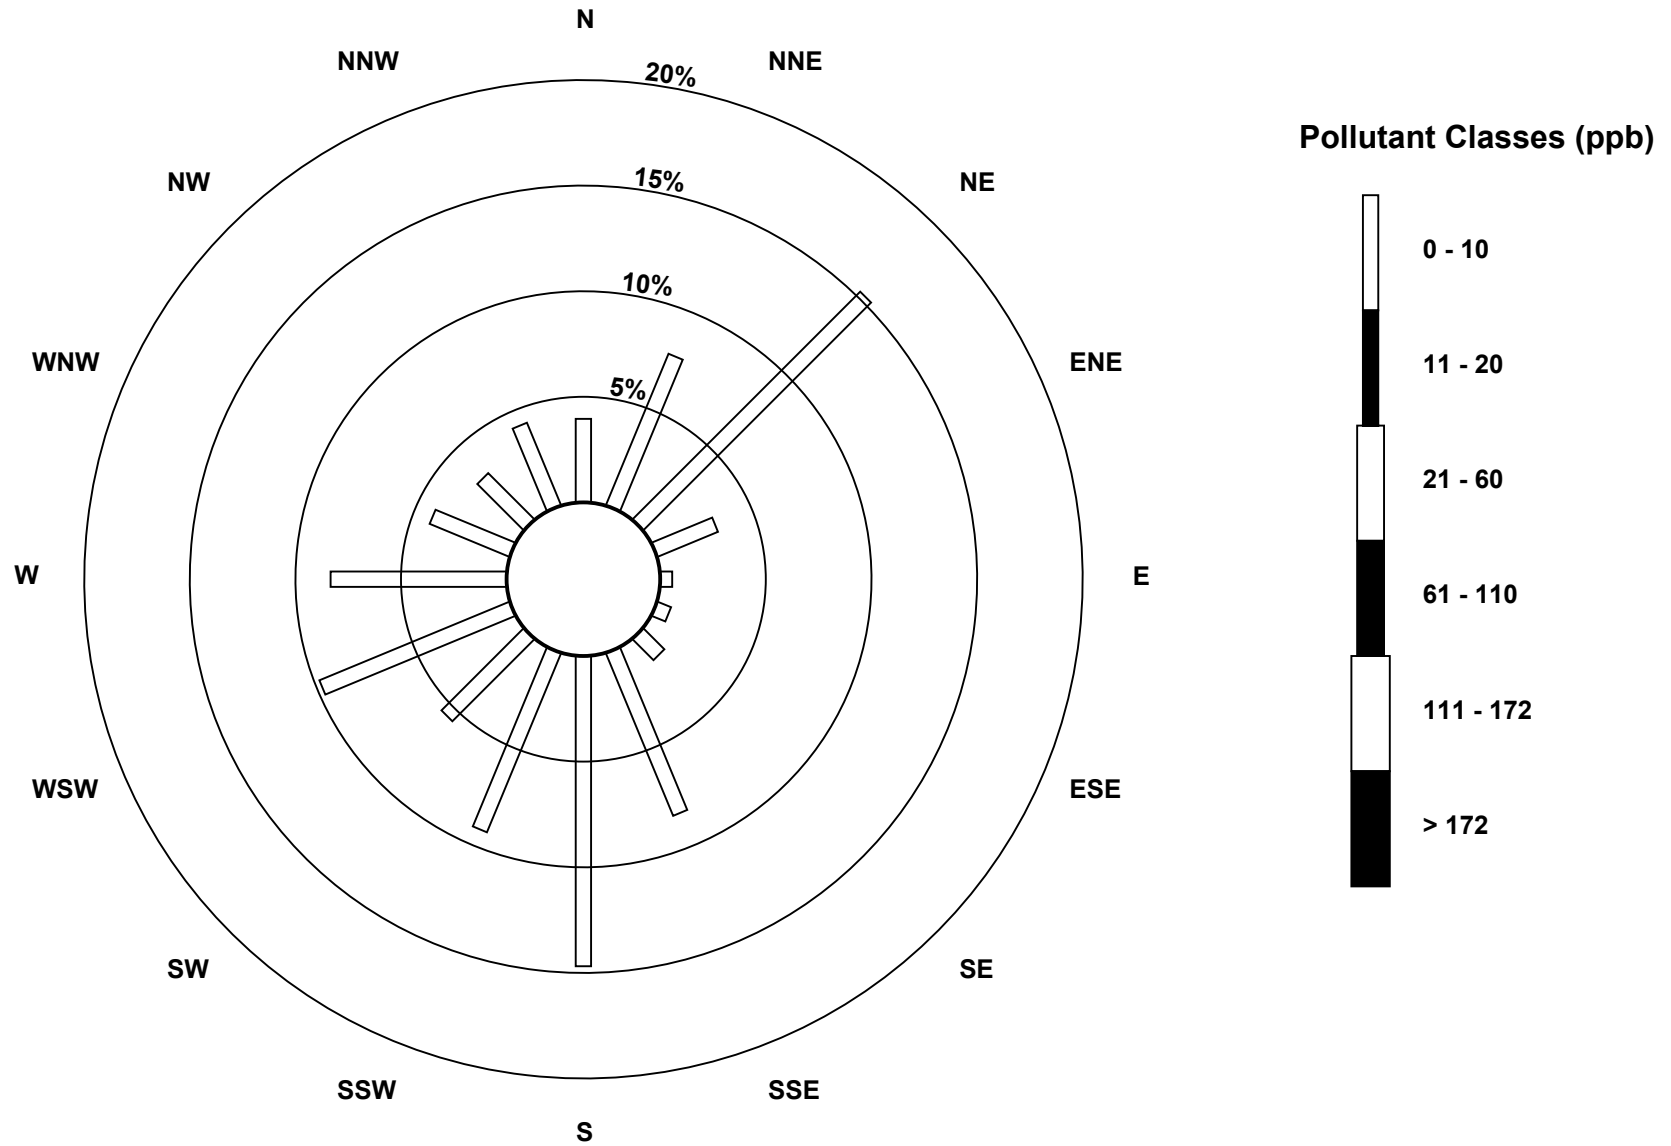 N
NNW
NNE
20%
NW
15%
NE
10%
WNW
5%
ENE
W
E
WSW
ESE
SW
SE
SSW
SSE
S
Pollutant Classes (ppb)
0 - 10
11 - 20
21 - 60
61 - 110
111 - 172
> 172